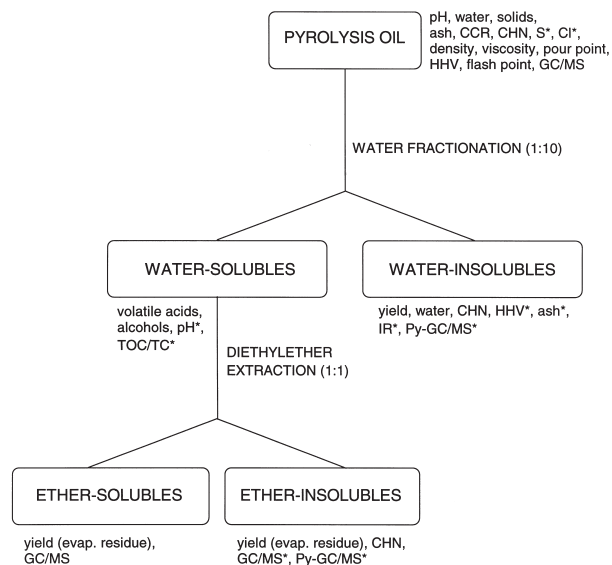 PYROLYSIS OIL
pH, water, solids,
ash, CCR, CHN, S*, Cl*,
density, viscosity, pour point,
HHV, flash point, GC/MS
WATER FRACTIONATION (1:10)
WATER-SOLUBLES
WATER-INSOLUBLES
volatile acids,
alcohols, pH*,
TOC/TC*
yield, water, CHN, HHV*, ash*,
IR*, Py-GC/MS*
DIETHYLETHER
EXTRACTION (1:1)
ETHER-SOLUBLES
ETHER-INSOLUBLES
yield (evap. residue),
GC/MS
yield (evap. residue), CHN,
GC/MS*, Py-GC/MS*